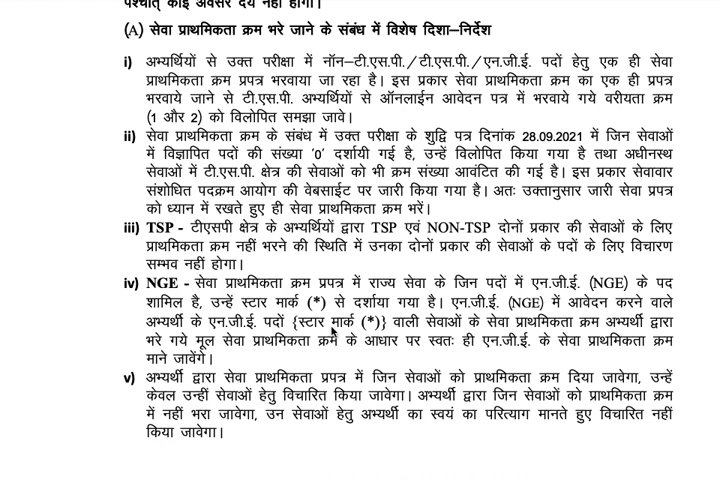 पश्चात् कोई अवसर देय नहीं होगा।
(A) सेवा प्राथमिकता क्रम भरे जाने के संबंध में विशेष दिशा–निर्देश
i) अभ्यर्थियों से उक्त परीक्षा में नॉन–टी.एस.पी./टी.एस.पी./एन.जी.ई. पदों हेतु एक ही सेवा
प्राथमिकता क्रम प्रपत्र भरवाया जा रहा है। इस प्रकार सेवा प्राथमिकता क्रम का एक ही प्रपत्र
भरवाये जाने से टी.एस.पी. अभ्यर्थियों से ऑनलाईन आवेदन पत्र में भरवाये गये वरीयता क्रम
(1 और 2) को विलोपित समझा जावे।
ii) सेवा प्राथमिकता क्रम के संबंध में उक्त परीक्षा के शुद्वि पत्र दिनांक 28.09.2021 में जिन सेवाओं
में विज्ञापित पदों की संख्या '0' दर्शायी गई है, उन्हें विलोपित किया गया है तथा अधीनस्थ
सेवाओं में टी.एस.पी. क्षेत्र की सेवाओं को भी क्रम संख्या आवंटित की गई है। इस प्रकार सेवावार
संशोधित पदक्रम आयोग की वेबसाईट पर जारी किया गया है। अतः उक्तानुसार जारी सेवा प्रपत्र
को ध्यान में रखते हुए ही सेवा प्राथमिकता क्रम भरें।
iii) TSP - टीएसपी क्षेत्र के अभ्यर्थियों द्वारा TSP एवं NON-TSP दोनों प्रकार की सेवाओं के लिए
प्राथमिकता क्रम नहीं भरने की स्थिति में उनका दोनों प्रकार की सेवाओं के पदों के लिए विचारण
सम्भव नहीं होगा।
iv) NGE - सेवा प्राथमिकता क्रम प्रपत्र में राज्य सेवा के जिन पदों में एन.जी.ई. (NGE) के पद
शामिल है, उन्हें स्टार मार्क (*) से दर्शाया गया है। एन.जी.ई. (NGE) में आवेदन करने वाले
अभ्यर्थी के एन.जी.ई. पदों {स्टार मार्क (*)} वाली सेवाओं के सेवा प्राथमिकता क्रम अभ्यर्थी द्वारा
भरे गये मूल सेवा प्राथमिकता क्रम के आधार पर स्वतः ही एन.जी.ई. के सेवा प्राथमिकता क्रम
माने जावेंगे।
v) अभ्यर्थी द्वारा सेवा प्राथमिकता प्रपत्र में जिन सेवाओं को प्राथमिकता क्रम दिया जावेगा, उन्हें
केवल उन्हीं सेवाओं हेतु विचारित किया जावेगा। अभ्यर्थी द्वारा जिन सेवाओं को प्राथमिकता क्रम
में नहीं भरा जावेगा, उन सेवाओं हेतु अभ्यर्थी का स्वयं का परित्याग मानते हुए विचारित नहीं
किया जावेगा।